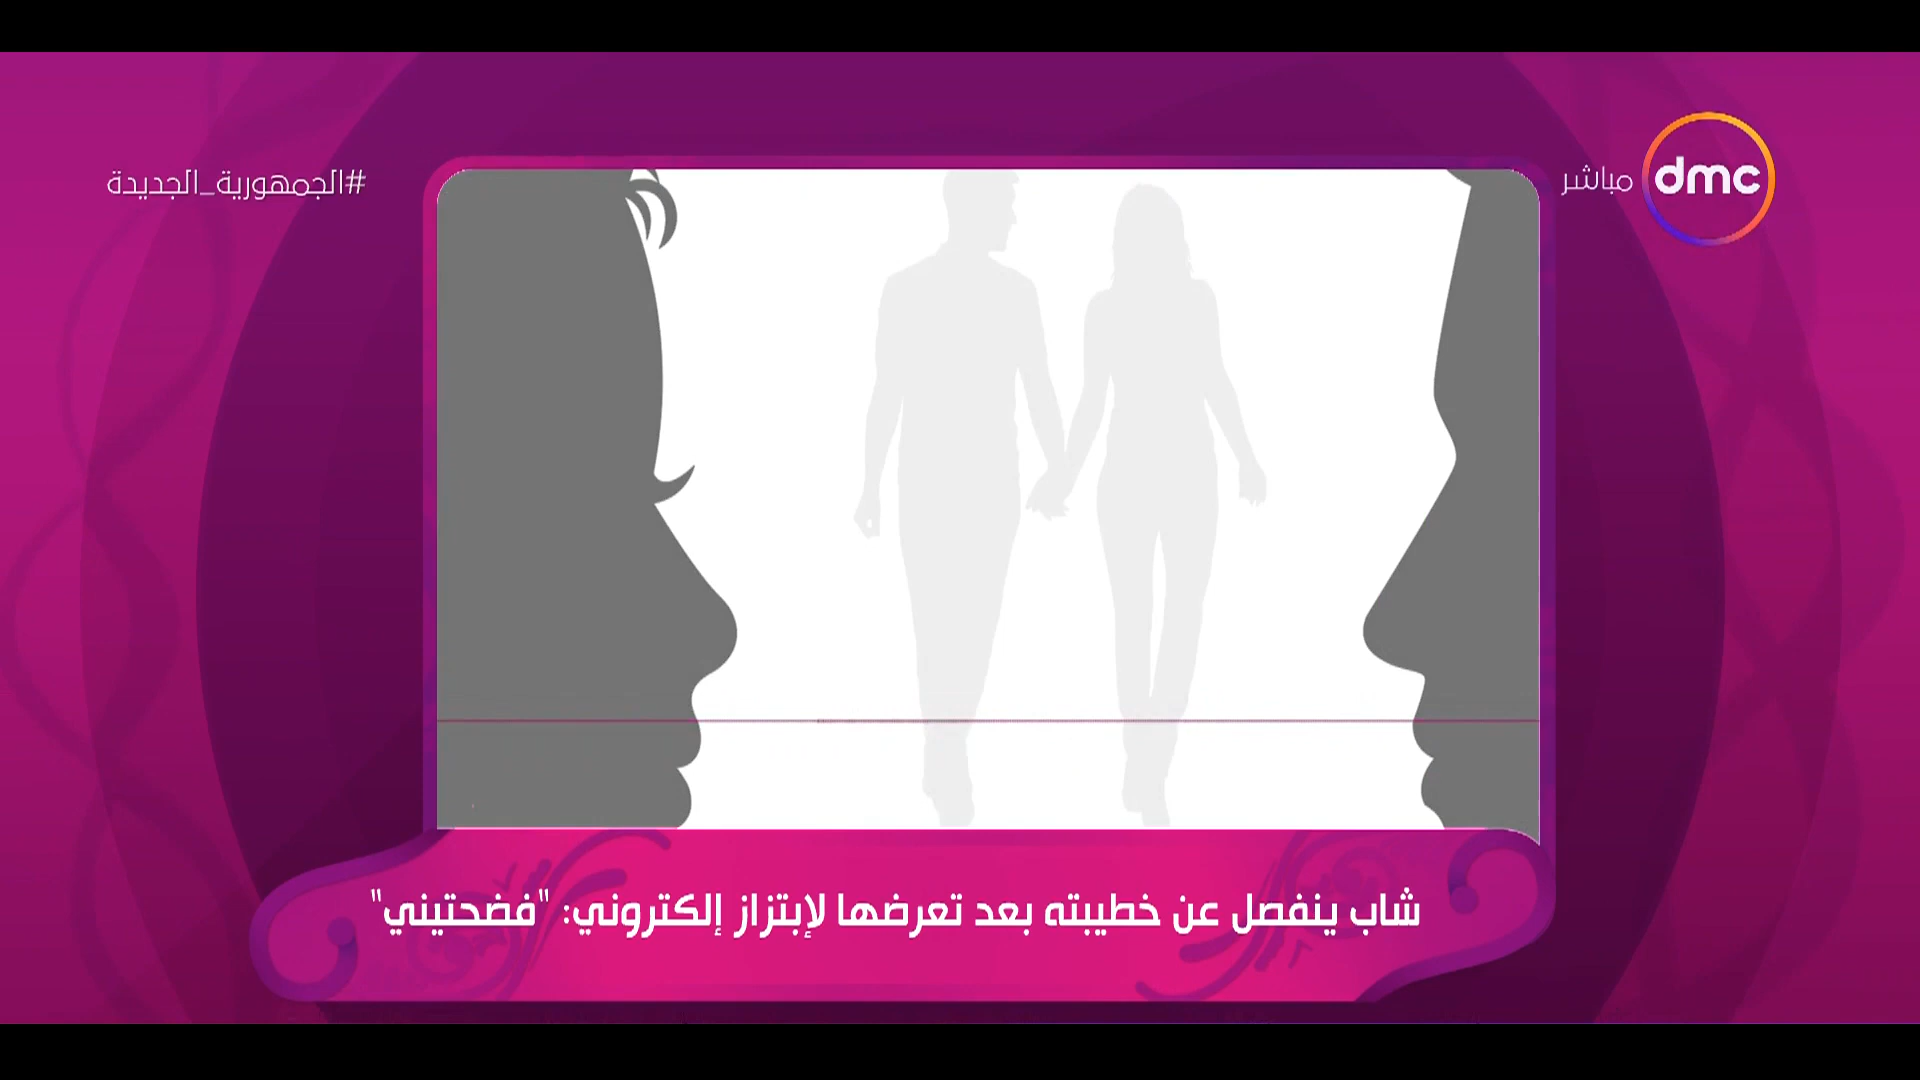 #الجمهورية_الجديدة
مباشر
dmc
شاب ينفصل عن خطيبته بعد تعرضها لإبتزاز إلكتروني: "فضحتيني"